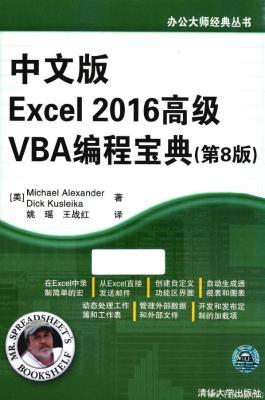 办公大师经典丛书
中文版
Excel 2016高级
VBA编程宝典(第8版)
[美] Michael Alexander 著
Dick Kusleika
姚 瑶 王战红 译
在Excel中录制简单的宏
从Excel直接发送邮件
创建自定义功能区界面
自动生成透视表和图表
动态处理工作簿和工作表
管理外部数据和外部文件
开发和发布定制的加载项
MR. SPREADSHEET'S
BOOKSHELF
清华大学出版社